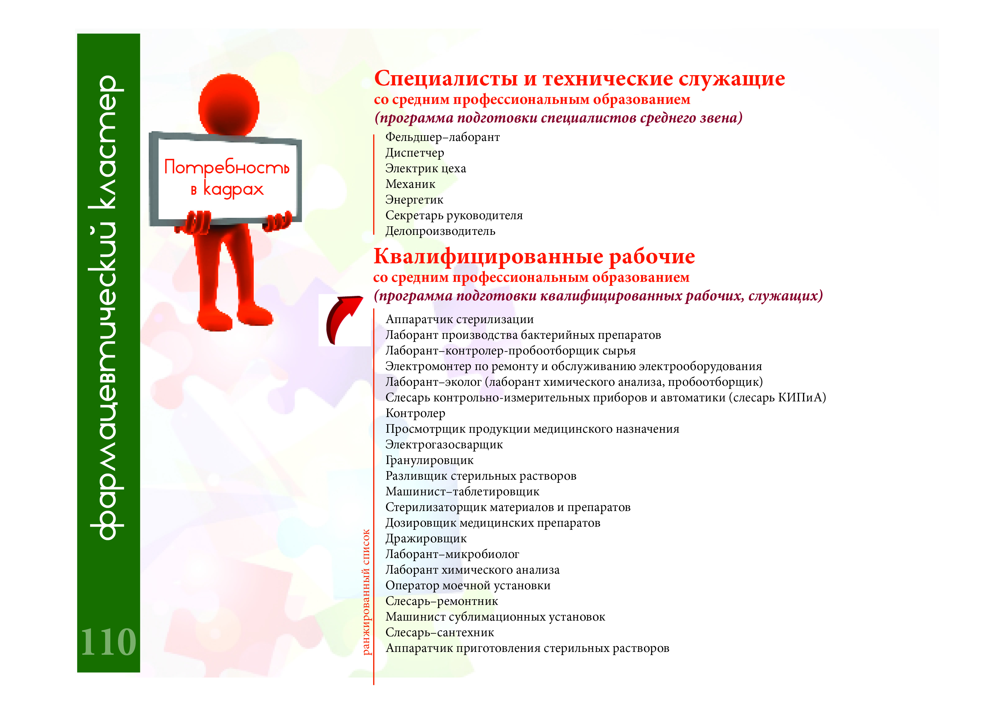 фармацевтический кластер
110
Потребность
в кадрах
Специалисты и технические служащие
со средним профессиональным образованием
(программа подготовки специалистов среднего звена)
Фельдшер–лаборант
Диспетчер
Электрик цеха
Механик
Энергетик
Секретарь руководителя
Делопроизводитель
Квалифицированные рабочие
со средним профессиональным образованием
(программа подготовки квалифицированных рабочих, служащих)
ранжированный список
Аппаратчик стерилизации
Лаборант производства бактерийных препаратов
Лаборант–контролер-пробоотборщик сырья
Электромонтер по ремонту и обслуживанию электрооборудования
Лаборант–эколог (лаборант химического анализа, пробоотборщик)
Слесарь контрольно-измерительных приборов и автоматики (слесарь КИПиА)
Контролер
Просмотрщик продукции медицинского назначения
Электрогазосварщик
Гранулировщик
Разливщик стерильных растворов
Машинист–таблетировщик
Стерилизаторщик материалов и препаратов
Дозировщик медицинских препаратов
Дражировщик
Лаборант–микробиолог
Лаборант химического анализа
Оператор моечной установки
Слесарь–ремонтник
Машинист сублимационных установок
Слесарь–сантехник
Аппаратчик приготовления стерильных растворов